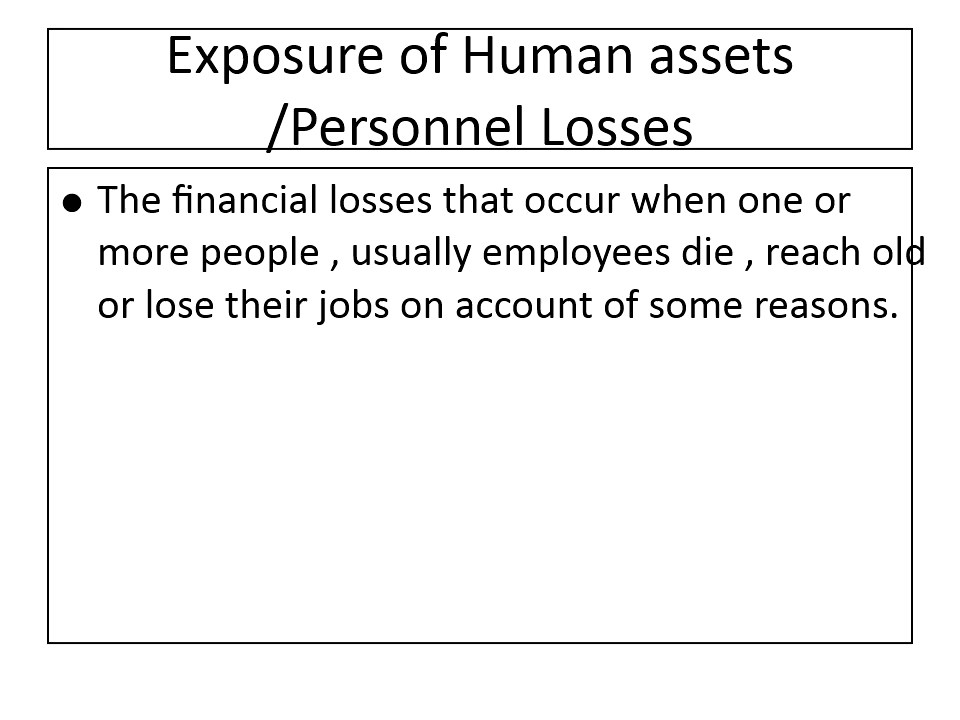 Exposure of Human assets
/Personnel Losses
● The financial losses that occur when one or
more people , usually employees die , reach old
or lose their jobs on account of some reasons.